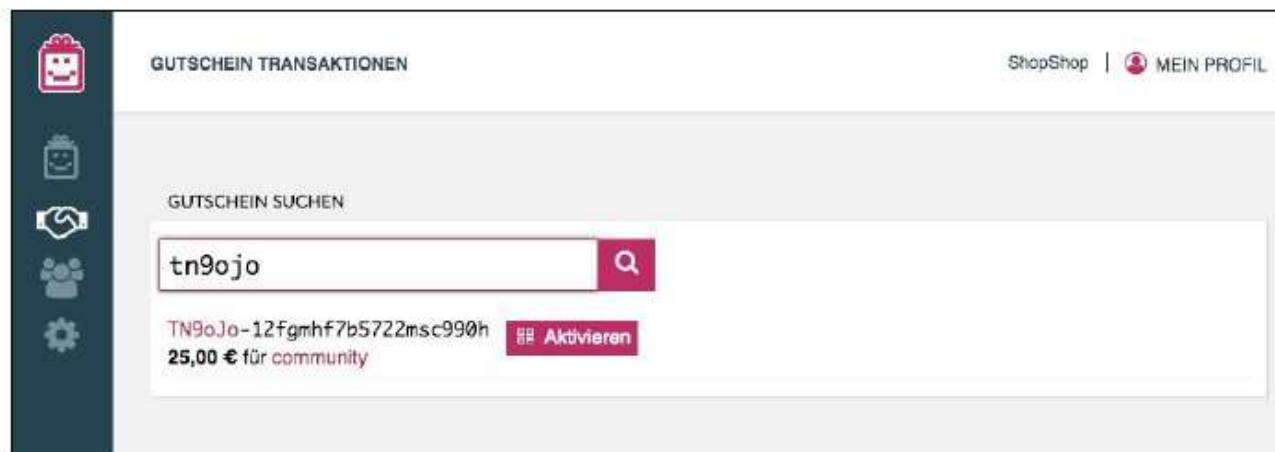 GUTSCHEIN TRANSAKTIONEN
ShopShop | MEIN PROFIL
GUTSCHEIN SUCHEN
tn9ojo
TN9oJo-12fgmhf7b5722msc990h
Aktivieren
25,00 € für community